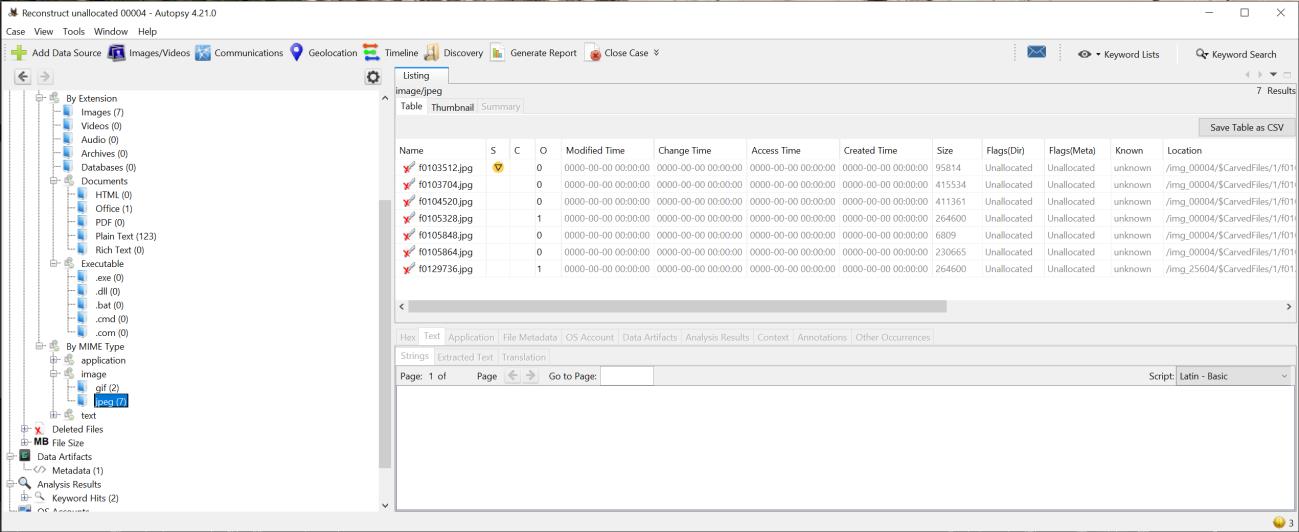 Reconstruct unallocated 00004 - Autopsy 4.21.0
Case View Tools Window Help
Add Data Source Images/Videos Communications Geolocation Timeline Discovery Generate Report Close Case Keyword Lists Keyword Search
By Extension
Images (7)
Videos (0)
Audio (0)
Archives (0)
Databases (0)
Documents
HTML (0)
Office (1)
PDF (0)
Plain Text (123)
Rich Text (0)
Executable
.exe (0)
.dll (0)
.bat (0)
.cmd (0)
.com (0)
By MIME Type
application
image
gif (2)
jpeg (7)
text
Deleted Files
MB File Size
Data Artifacts
Metadata (1)
Analysis Results
Keyword Hits (2)
OS Accounts
Listing
image/jpeg 7 Results
Table Thumbnail Summary
Save Table as CSV
Name S C O Modified Time Change Time Access Time Created Time Size Flags(Dir) Flags(Meta) Known Location
f0103512.jpg 0 0000-00-00 00:00:00 0000-00-00 00:00:00 0000-00-00 00:00:00 0000-00-00 00:00:00 95814 Unallocated Unallocated unknown /img_00004/$CarvedFiles/1/f010
f0103704.jpg 0 0000-00-00 00:00:00 0000-00-00 00:00:00 0000-00-00 00:00:00 0000-00-00 00:00:00 415534 Unallocated Unallocated unknown /img_00004/$CarvedFiles/1/f010
f0104520.jpg 0 0000-00-00 00:00:00 0000-00-00 00:00:00 0000-00-00 00:00:00 0000-00-00 00:00:00 411361 Unallocated Unallocated unknown /img_00004/$CarvedFiles/1/f010
f0105328.jpg 1 0000-00-00 00:00:00 0000-00-00 00:00:00 0000-00-00 00:00:00 0000-00-00 00:00:00 264600 Unallocated Unallocated unknown /img_00004/$CarvedFiles/1/f010
f0105848.jpg 0 0000-00-00 00:00:00 0000-00-00 00:00:00 0000-00-00 00:00:00 0000-00-00 00:00:00 6809 Unallocated Unallocated unknown /img_00004/$CarvedFiles/1/f010
f0105864.jpg 0 0000-00-00 00:00:00 0000-00-00 00:00:00 0000-00-00 00:00:00 0000-00-00 00:00:00 230665 Unallocated Unallocated unknown /img_00004/$CarvedFiles/1/f010
f0129736.jpg 1 0000-00-00 00:00:00 0000-00-00 00:00:00 0000-00-00 00:00:00 0000-00-00 00:00:00 264600 Unallocated Unallocated unknown /img_25604/$CarvedFiles/1/f01
Hex Text Application File Metadata OS Account Data Artifacts Analysis Results Context Annotations Other Occurrences
Strings Extracted Text Translation
Page: 1 of Page Go to Page: Script: Latin - Basic
3